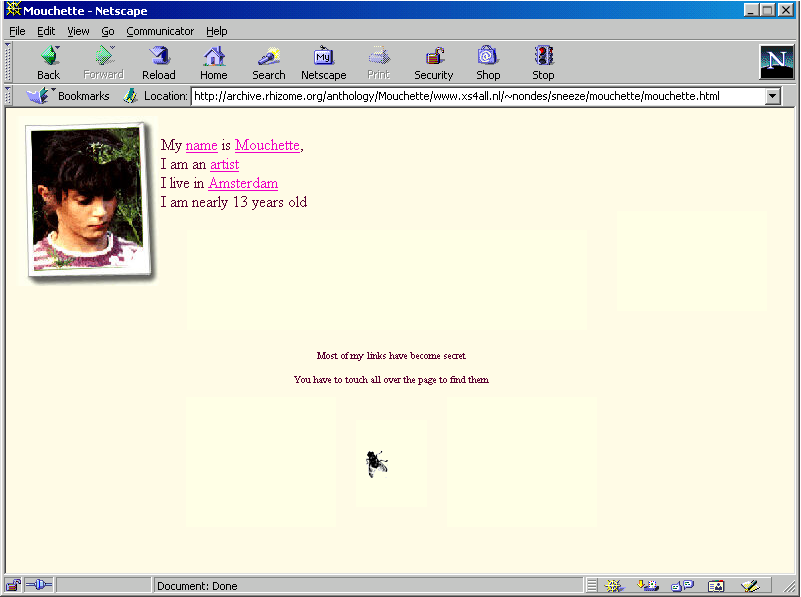 Mouchette - Netscape
File Edit View Go Communicator Help
Back Forward Reload Home Search Netscape Print Security Shop Stop
My
N
Bookmarks Location: http://archive.rhizome.org/anthology/Mouchette/www.xs4all.nl/~nondes/sneeze/mouchette/mouchette.html
My name is Mouchette,
I am an artist
I live in Amsterdam
I am nearly 13 years old
Most of my links have become secret
You have to touch all over the page to find them
Document: Done